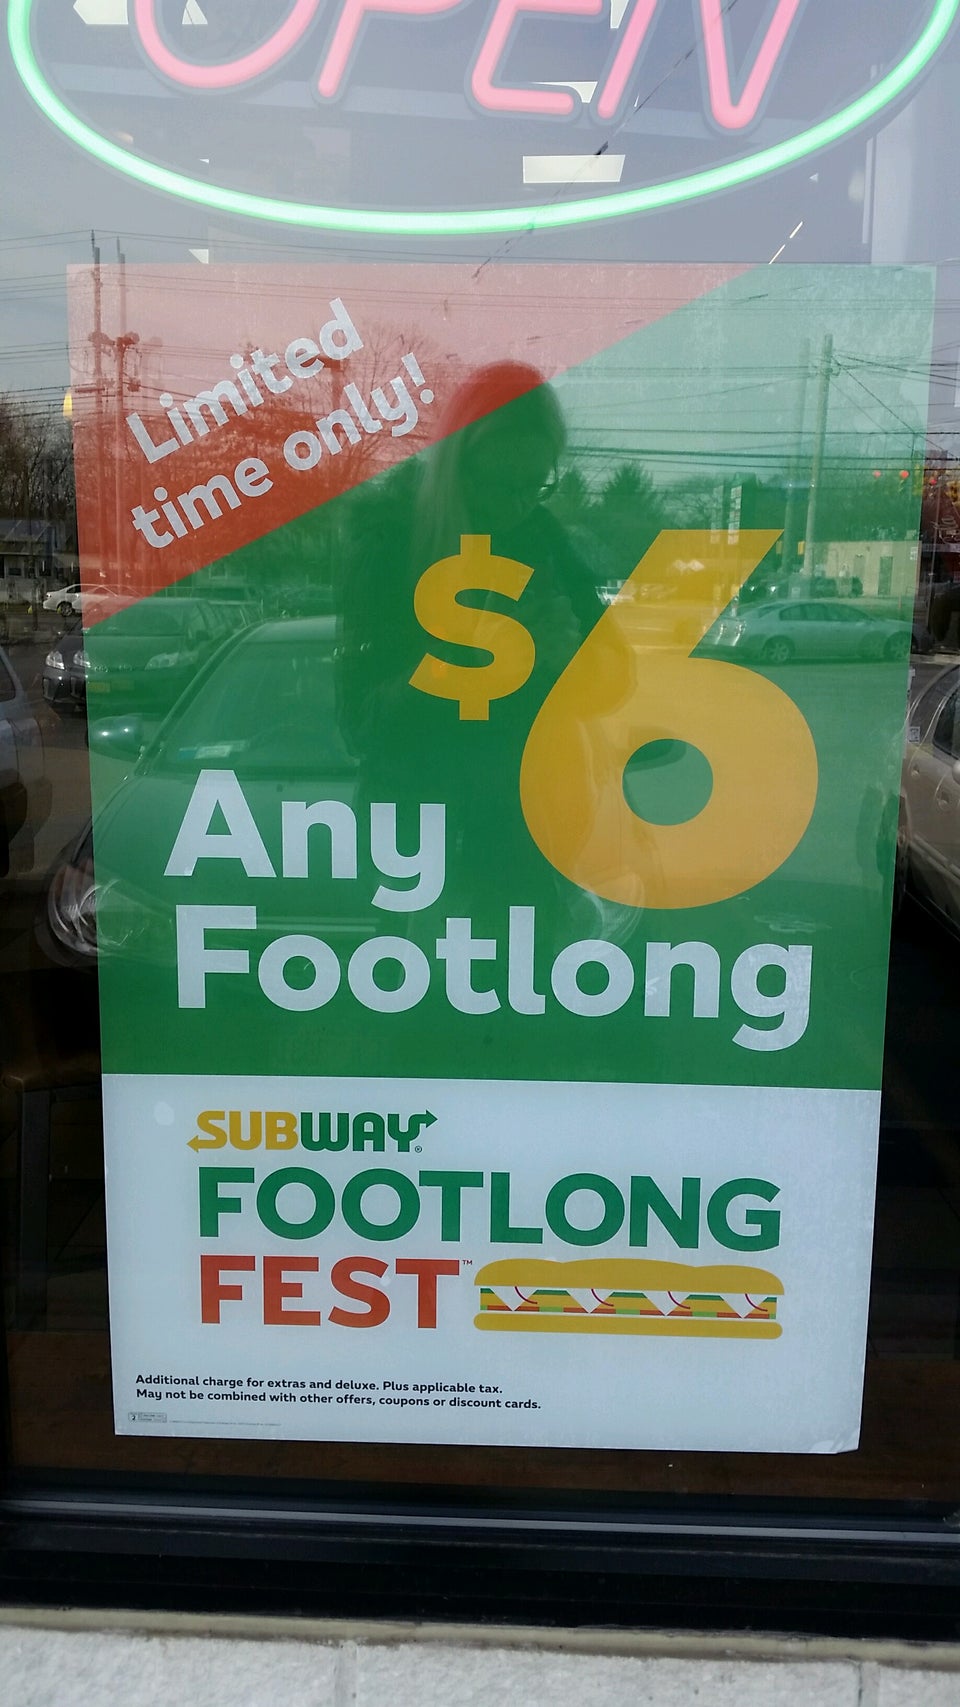 OPEN
Limited
time only!
$6
Any
Footlong
SUBWAY®
FOOTLONG
FEST™
Additional charge for extras and deluxe. Plus applicable tax.
May not be combined with other offers, coupons or discount cards.